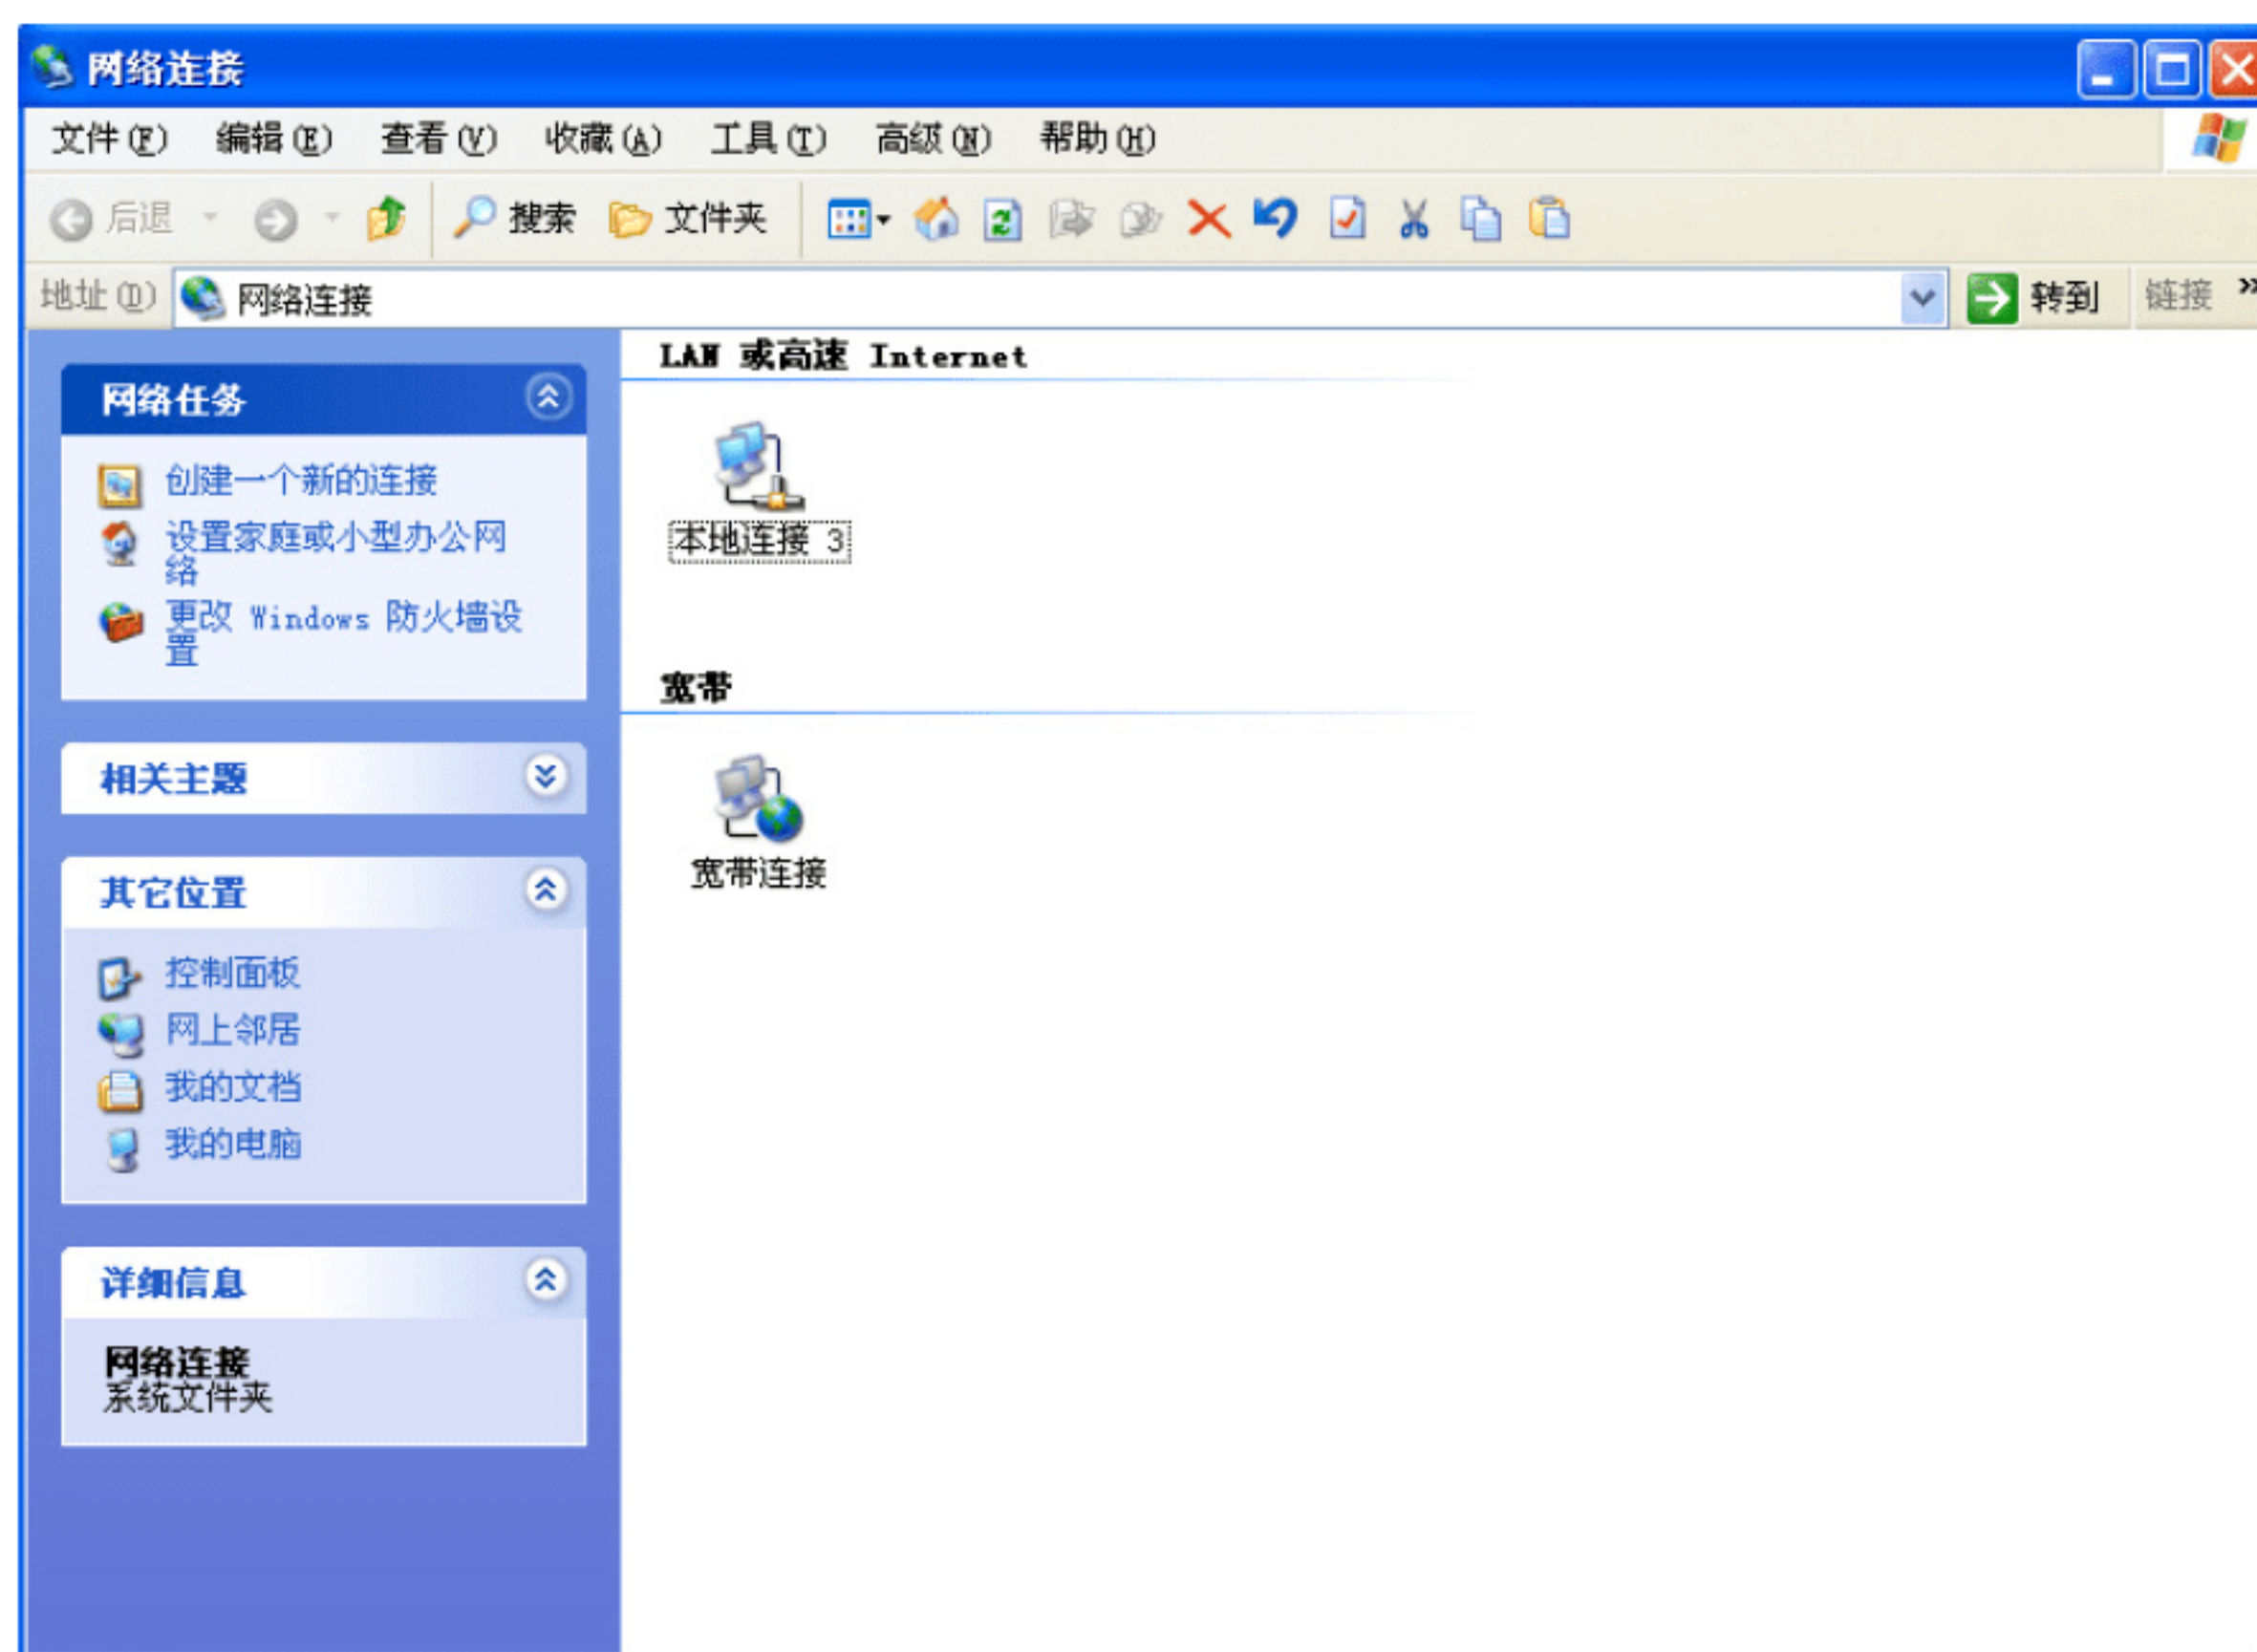 网络连接
文件(F) 编辑(E) 查看(V) 收藏(A) 工具(T) 高级(N) 帮助(H)
后退 搜索 文件夹
地址(D) 网络连接 转到 链接 »
网络任务
创建一个新的连接
设置家庭或小型办公网
络
更改 Windows 防火墙设
置
相关主题
其它位置
控制面板
网上邻居
我的文档
我的电脑
详细信息
网络连接
系统文件夹
LAN 或高速 Internet
本地连接 3
宽带
宽带连接